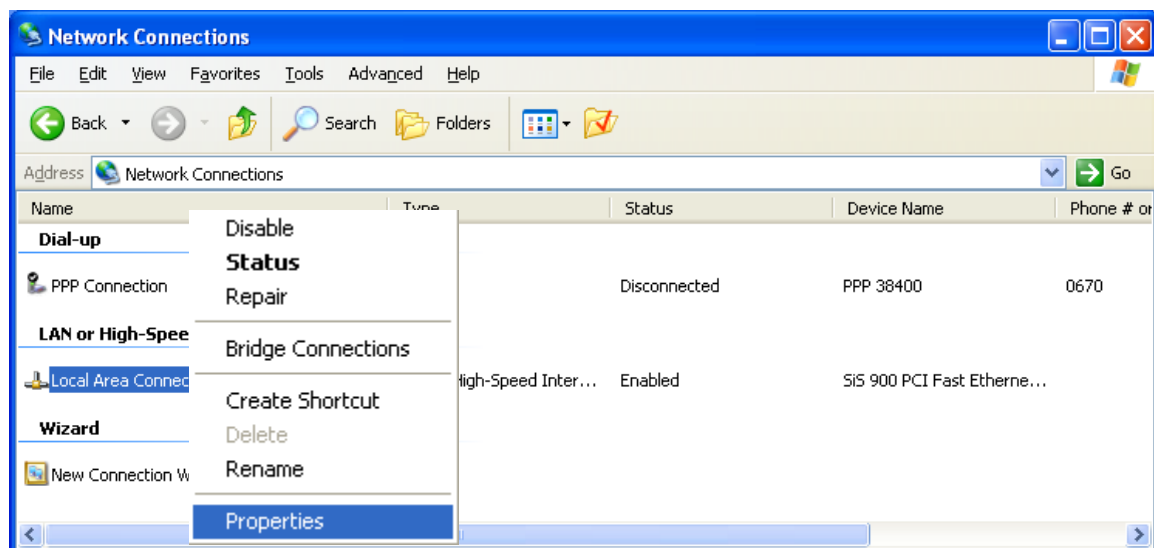 Network Connections
File Edit View Favorites Tools Advanced Help
Back Search Folders
Address Network Connections Go
Name Type Status Device Name Phone # or
Dial-up
PPP Connection Disconnected PPP 38400 0670
LAN or High-Spee
Local Area Connec High-Speed Inter... Enabled SiS 900 PCI Fast Etherne...
Wizard
New Connection W
Disable
Status
Repair
Bridge Connections
Create Shortcut
Delete
Rename
Properties